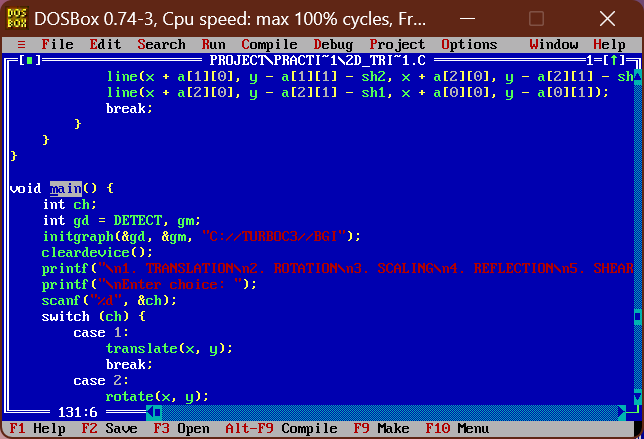 DOS BOX DOSBox 0.74-3, Cpu speed: max 100% cycles, Fr...
≡ File Edit Search Run Compile Debug Project Options Window Help
[■] PROJECT\PRACTI~1\2D_TRI~1.C 1=[↑]
line(x + a[1][0], y - a[1][1] - sh2, x + a[2][0], y - a[2][1] - sh
line(x + a[2][0], y - a[2][1] - sh1, x + a[0][0], y - a[0][1]);
break;
}
}
}
void main() {
int ch;
int gd = DETECT, gm;
initgraph(&gd, &gm, "C://TURBOC3//BGI");
cleardevice();
printf("\n1. TRANSLATION\n2. ROTATION\n3. SCALING\n4. REFLECTION\n5. SHEAR
printf("\nEnter choice: ");
scanf("%d", &ch);
switch (ch) {
case 1:
translate(x, y);
break;
case 2:
rotate(x, y);
131:6
F1 Help F2 Save F3 Open Alt-F9 Compile F9 Make F10 Menu